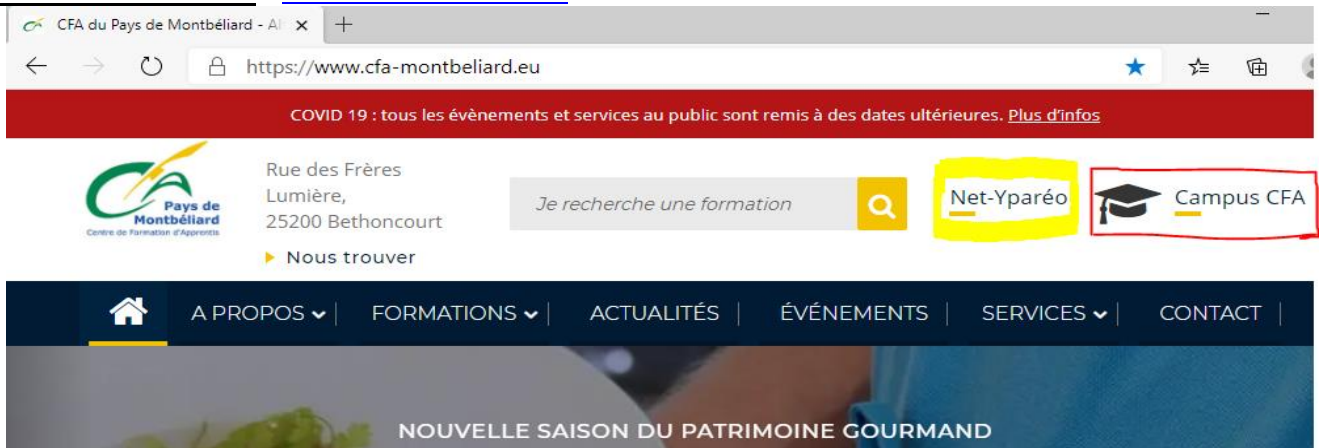 CFA du Pays de Montbéliard - Al
https://www.cfa-montbeliard.eu
COVID 19 : tous les évènements et services au public sont remis à des dates ultérieures. Plus d'infos
CFA
Pays de
Montbéliard
Centre de Formation d'Apprentis
Rue des Frères
Lumière,
25200 Bethoncourt
Nous trouver
Je recherche une formation
Net-Yparéo
Campus CFA
A PROPOS
FORMATIONS
ACTUALITÉS
ÉVÉNEMENTS
SERVICES
CONTACT
NOUVELLE SAISON DU PATRIMOINE GOURMAND